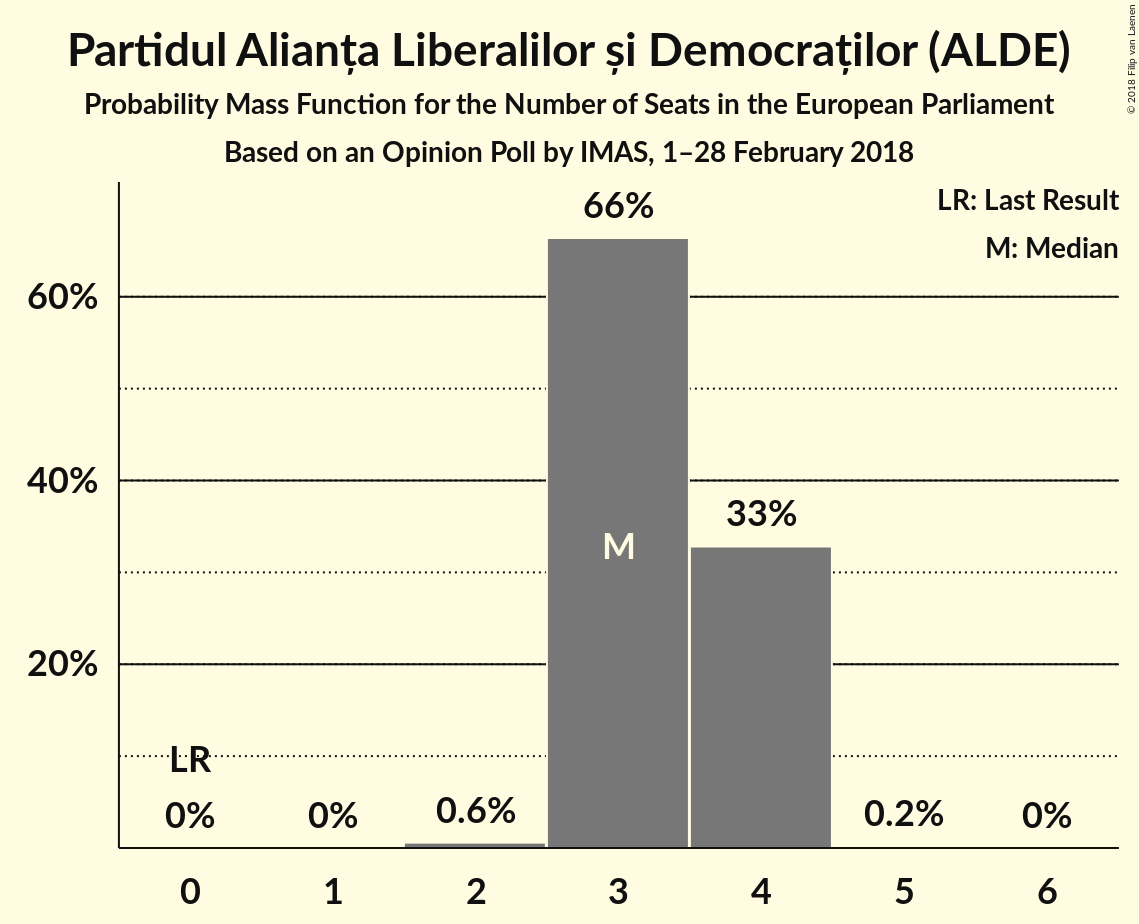 Partidul Alianța Liberalilor și Democraților (ALDE)
Probability Mass Function for the Number of Seats in the European Parliament
Based on an Opinion Poll by IMAS, 1–28 February 2018
© 2018 Filip van Laenen
LR: Last Result
M: Median
66%
60%
40%
33%
M
20%
LR
0%
0%
0.6%
0.2%
0%
0
1
2
3
4
5
6